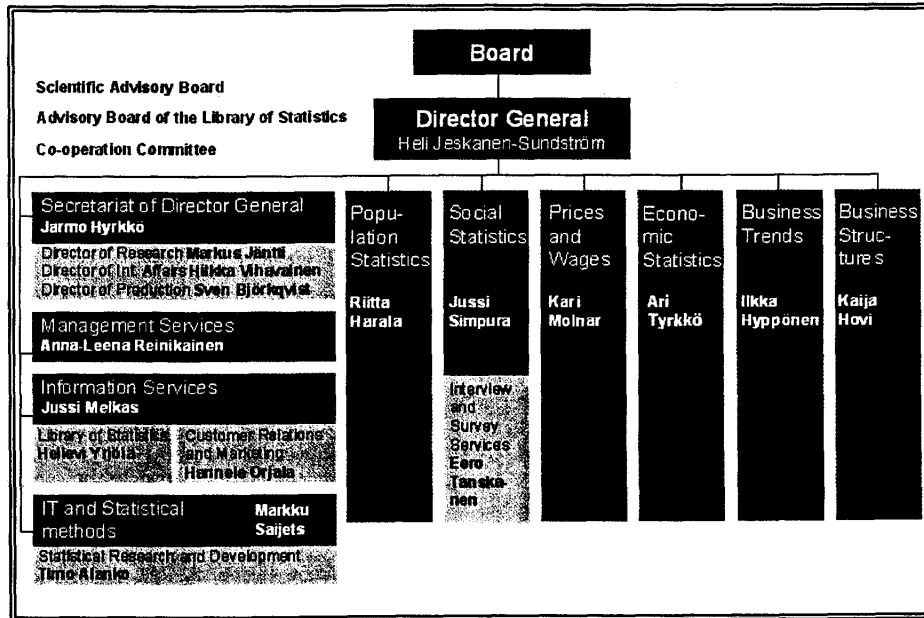 Board
Scientific Advisory Board
Advisory Board of the Library of Statistics
Co-operation Committee
Director General
Heli Jeskanen-Sundström
Secretariat of Director General
Jarmo Hyrkkö
Director of Research Markus Jäntti
Director of Int. Affairs Hilkka Vihavainen
Director of Production Sven Björkqvist
Management Services
Anna-Leena Reinikainen
Information Services
Jussi Melkas
Library of Statistics
Hellevi Yrjölä
Customer Relations
and Marketing
Hannele Orjala
IT and Statistical
methods
Markku
Saijets
Statistical Research and Development
Timo Alanko
Popu-
lation
Statistics
Riitta
Harala
Social
Statistics
Jussi
Simpura
Interview
and
Survey
Services
Eero
Tanska-
nen
Prices
and
Wages
Kari
Molnar
Econo-
mic
Statistics
Ari
Tyrkkö
Business
Trends
Ilkka
Hyppönen
Business
Struc-
tures
Kaija
Hovi